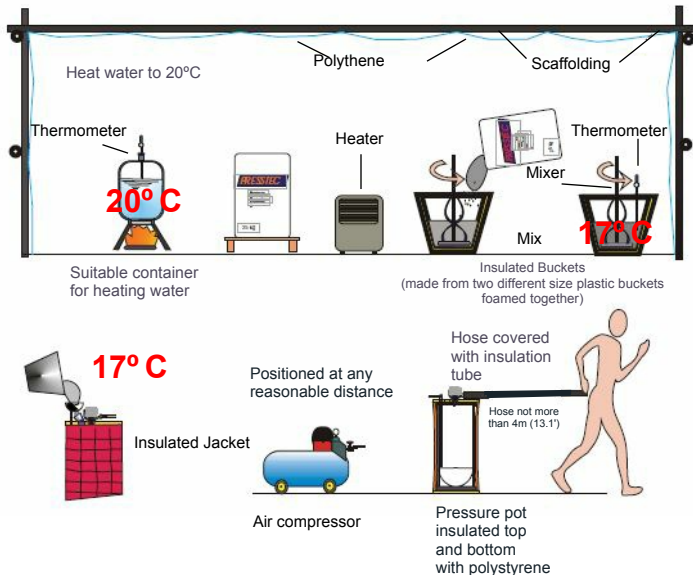 Polythene
Scaffolding
Heat water to 20ºC
Thermometer
Heater
Thermometer
Mixer
PRESSTEC
20º C
17º C
Mix
Suitable container
for heating water
Insulated Buckets
(made from two different size plastic buckets
foamed together)
17º C
Positioned at any
reasonable distance
Hose covered
with insulation
tube
Hose not more
than 4m (13.1')
Insulated Jacket
Air compressor
Pressure pot
insulated top
and bottom
with polystyrene